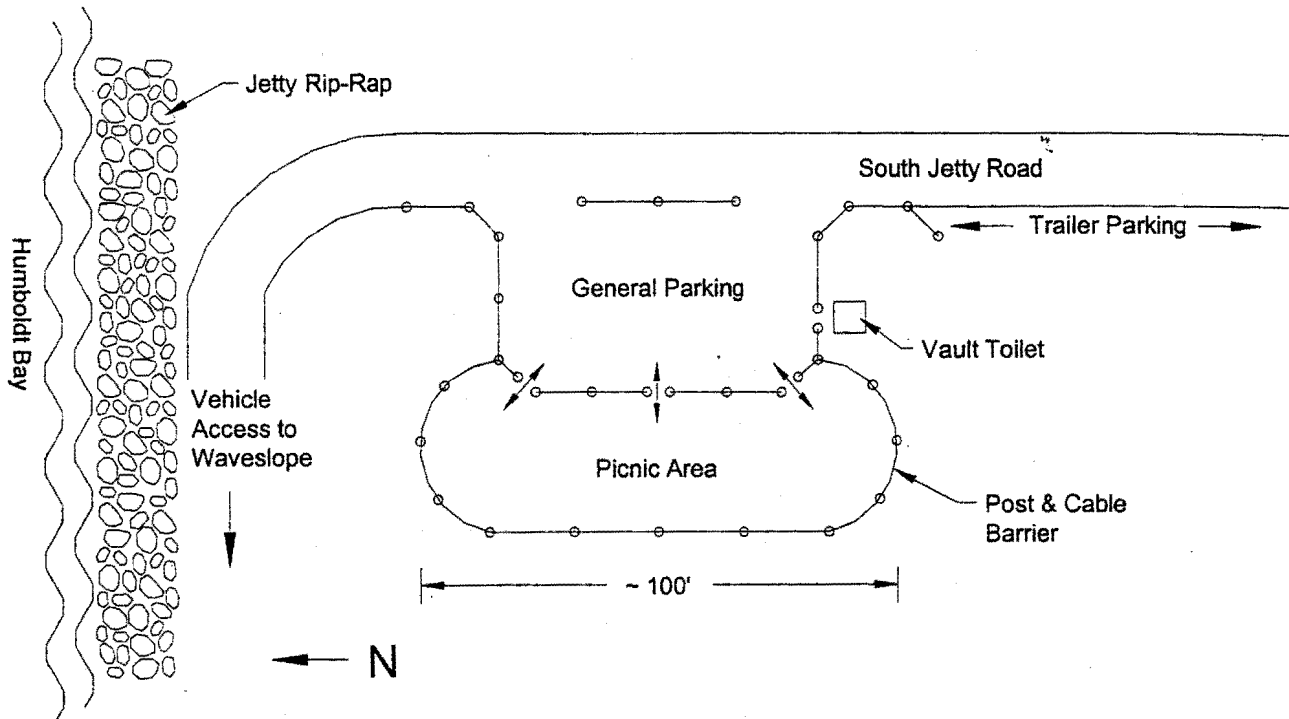 Jetty Rip-Rap
South Jetty Road
Trailer Parking
Humboldt Bay
General Parking
Vault Toilet
Vehicle
Access to
Waveslope
Picnic Area
Post & Cable
Barrier
~ 100'
N